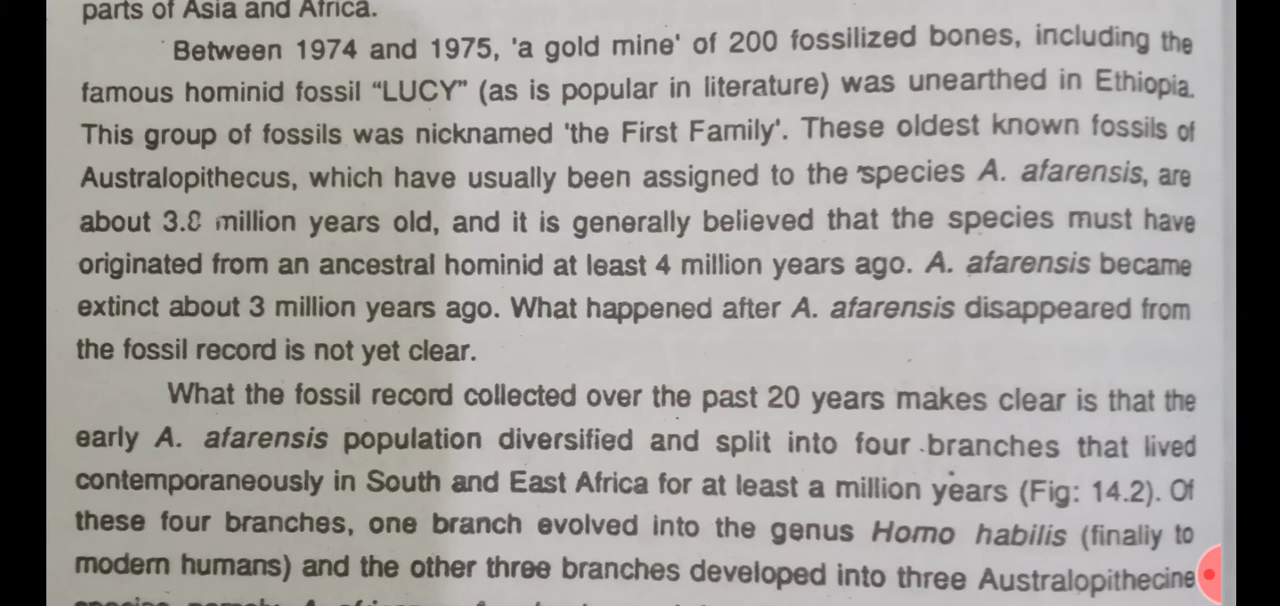 parts of Asia and Africa.
Between 1974 and 1975, 'a gold mine' of 200 fossilized bones, including the
famous hominid fossil “LUCY” (as is popular in literature) was unearthed in Ethiopia.
This group of fossils was nicknamed 'the First Family'. These oldest known fossils of
Australopithecus, which have usually been assigned to the species A. afarensis, are
about 3.8 million years old, and it is generally believed that the species must have
originated from an ancestral hominid at least 4 million years ago. A. afarensis became
extinct about 3 million years ago. What happened after A. afarensis disappeared from
the fossil record is not yet clear.
What the fossil record collected over the past 20 years makes clear is that the
early A. afarensis population diversified and split into four branches that lived
contemporaneously in South and East Africa for at least a million years (Fig: 14.2). Of
these four branches, one branch evolved into the genus Homo habilis (finally to
modern humans) and the other three branches developed into three Australopithecine